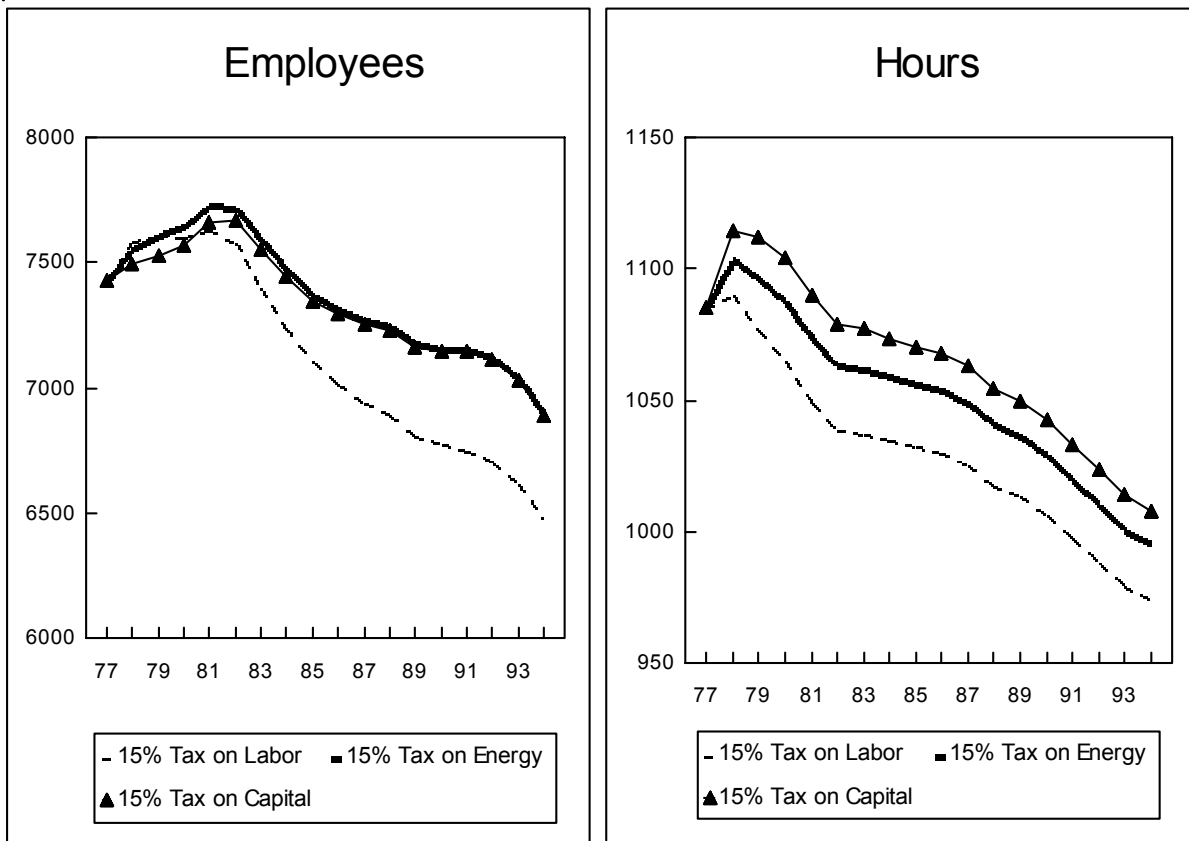 Employees
8000
7500
7000
6500
6000
77 79 81 83 85 87 89 91 93
15% Tax on Labor 15% Tax on Energy
15% Tax on Capital
Hours
1150
1100
1050
1000
950
77 79 81 83 85 87 89 91 93
15% Tax on Labor 15% Tax on Energy
15% Tax on Capital